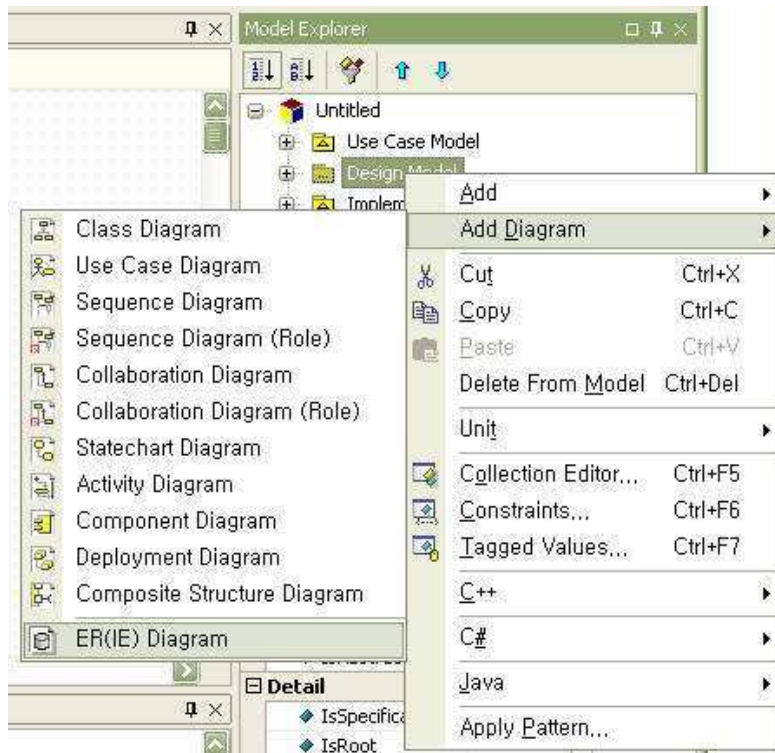 Model Explorer
Untitled
Use Case Model
Design Model
Implem
Add
Add Diagram
Cut Ctrl+X
Copy Ctrl+C
Paste Ctrl+V
Delete From Model Ctrl+Del
Unit
Collection Editor... Ctrl+F5
Constraints... Ctrl+F6
Tagged Values... Ctrl+F7
C++
C#
Java
Apply Pattern...
Class Diagram
Use Case Diagram
Sequence Diagram
Sequence Diagram (Role)
Collaboration Diagram
Collaboration Diagram (Role)
Statechart Diagram
Activity Diagram
Component Diagram
Deployment Diagram
Composite Structure Diagram
ER(IE) Diagram
Detail
IsSpecifica
IsRoot